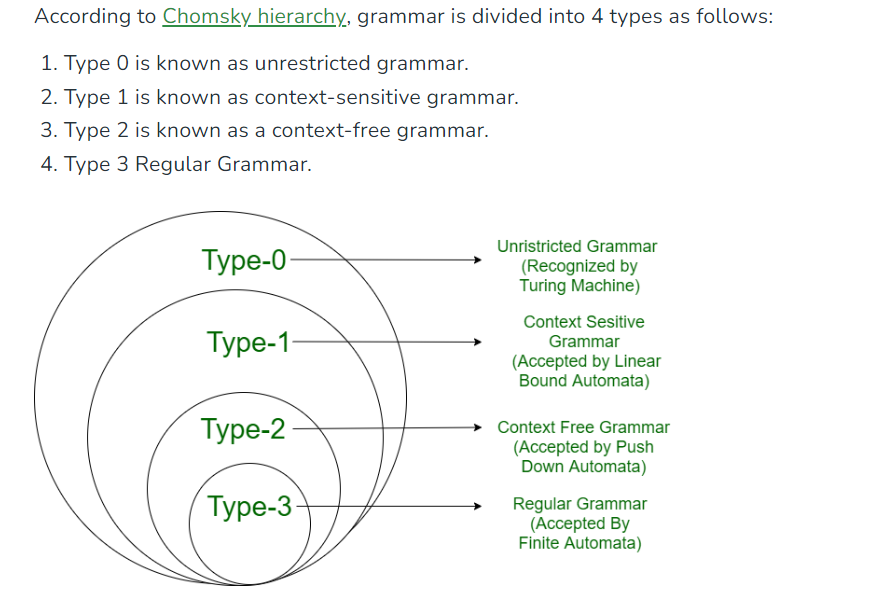 According to Chomsky hierarchy, grammar is divided into 4 types as follows:
1. Type 0 is known as unrestricted grammar.
2. Type 1 is known as context-sensitive grammar.
3. Type 2 is known as a context-free grammar.
4. Type 3 Regular Grammar.
Type-0
Unristricted Grammar
(Recognized by
Turing Machine)
Type-1
Context Sesitive
Grammar
(Accepted by Linear
Bound Automata)
Type-2
Context Free Grammar
(Accepted by Push
Down Automata)
Type-3
Regular Grammar
(Accepted By
Finite Automata)